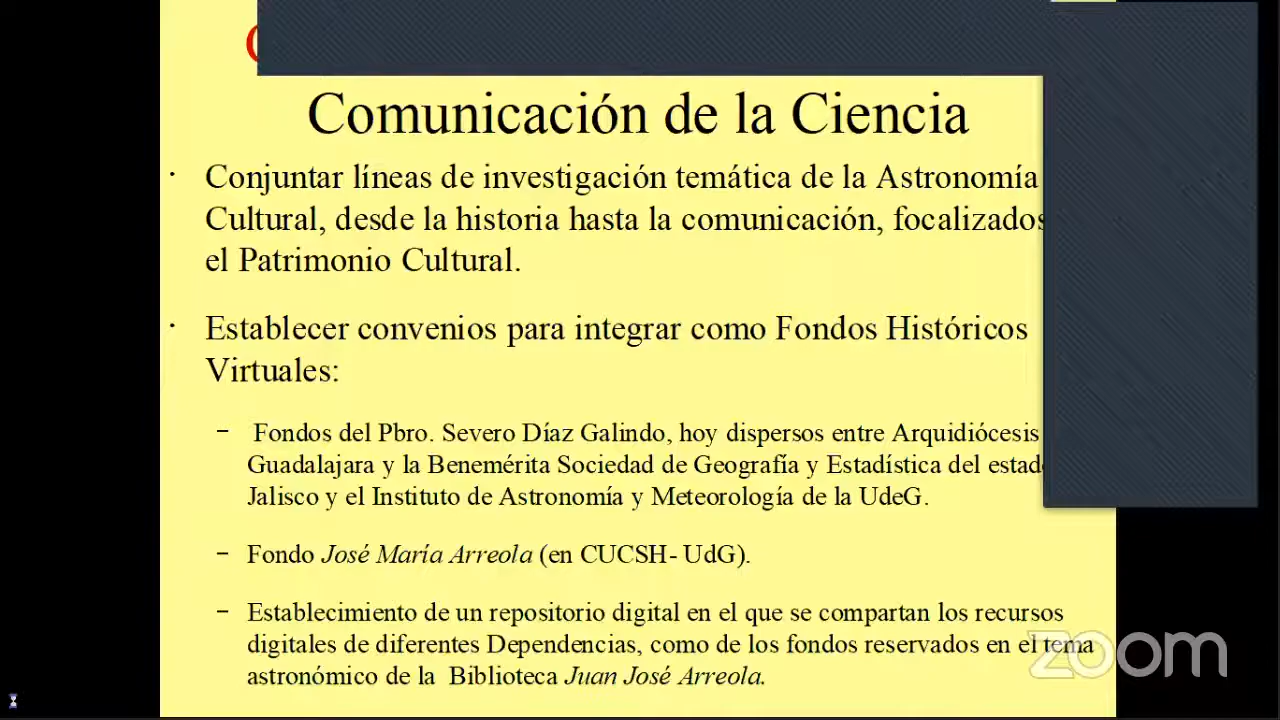 Comunicación de la Ciencia
· Conjuntar líneas de investigación temática de la Astronomía
Cultural, desde la historia hasta la comunicación, focalizados
el Patrimonio Cultural.
· Establecer convenios para integrar como Fondos Históricos
Virtuales:
– Fondos del Pbro. Severo Díaz Galindo, hoy dispersos entre Arquidiócesis
Guadalajara y la Benemérita Sociedad de Geografía y Estadística del estado
Jalisco y el Instituto de Astronomía y Meteorología de la UdeG.
– Fondo José María Arreola (en CUCSH- UdG).
– Establecimiento de un repositorio digital en el que se compartan los recursos
digitales de diferentes Dependencias, como de los fondos reservados en el tema
astronómico de la Biblioteca Juan José Arreola.
zoom